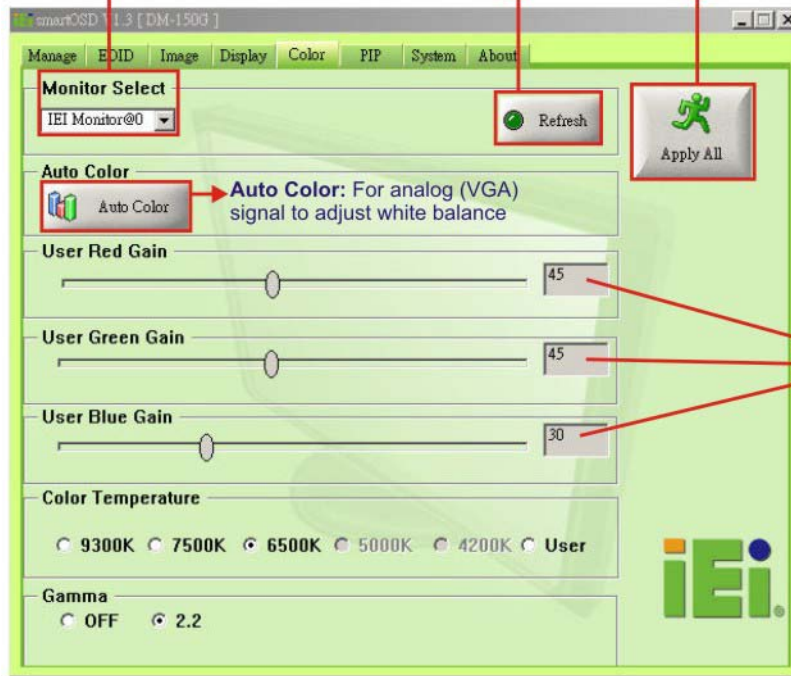 smartOSD V1.3 [ DM-150G ]
Manage EDID Image Display Color PIP System About
Monitor Select
IEI Monitor@0
Refresh
Apply All
Auto Color
Auto Color
Auto Color: For analog (VGA)
signal to adjust white balance
User Red Gain
45
User Green Gain
45
User Blue Gain
30
Color Temperature
9300K 7500K 6500K 5000K 4200K User
Gamma
OFF 2.2
iEi®